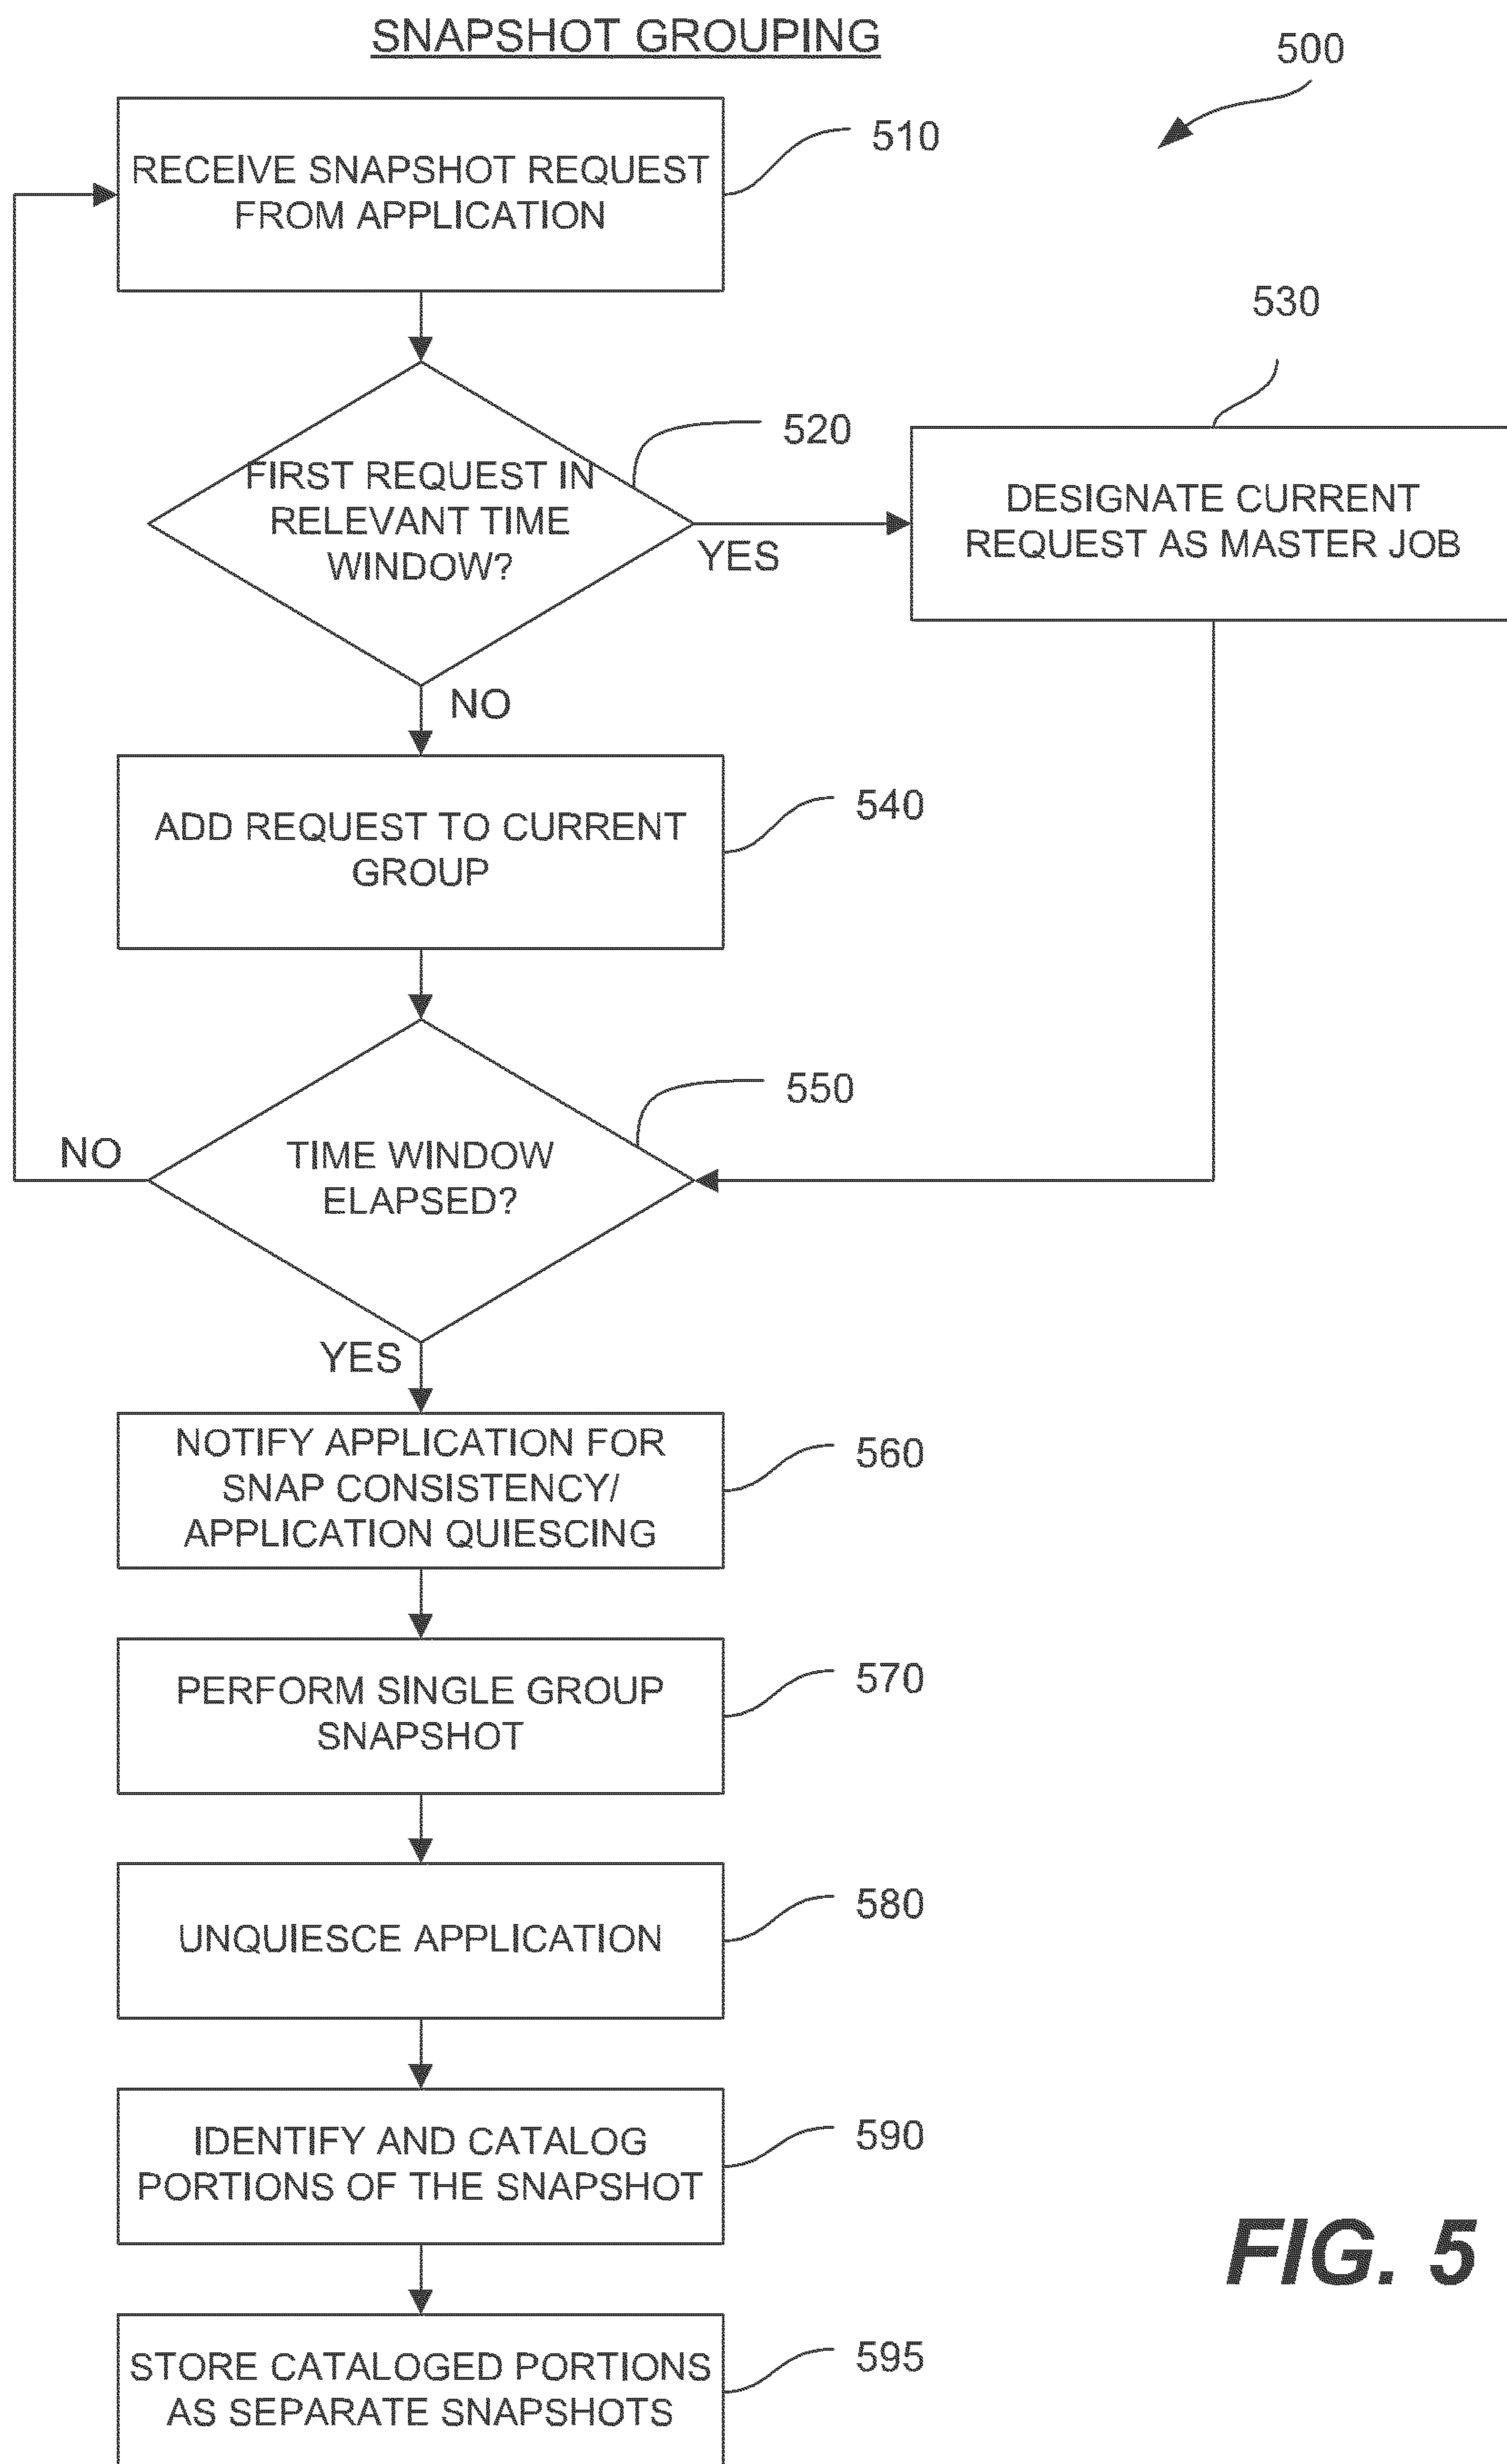 SNAPSHOT GROUPING
500
RECEIVE SNAPSHOT REQUEST
FROM APPLICATION
510
FIRST REQUEST IN
RELEVANT TIME
WINDOW?
520
YES
530
DESIGNATE CURRENT
REQUEST AS MASTER JOB
NO
ADD REQUEST TO CURRENT
GROUP
540
TIME WINDOW
ELAPSED?
550
NO
YES
NOTIFY APPLICATION FOR
SNAP CONSISTENCY/
APPLICATION QUIESCING
560
PERFORM SINGLE GROUP
SNAPSHOT
570
UNQUIESCE APPLICATION
580
IDENTIFY AND CATALOG
PORTIONS OF THE SNAPSHOT
590
STORE CATALOGED PORTIONS
AS SEPARATE SNAPSHOTS
595
FIG. 5